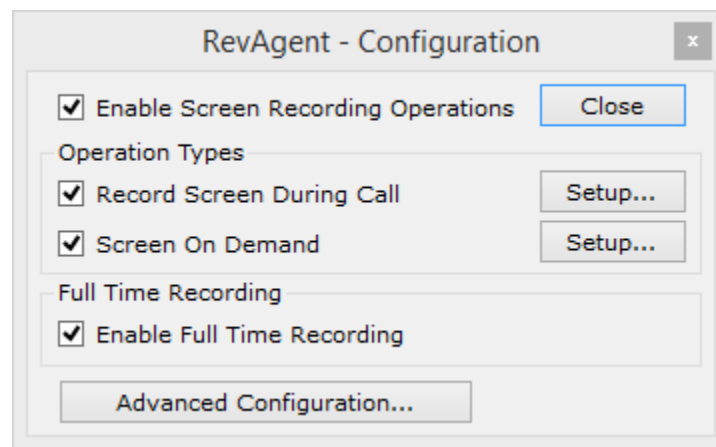 RevAgent - Configuration
x
Enable Screen Recording Operations
Close
Operation Types
Record Screen During Call
Setup...
Screen On Demand
Setup...
Full Time Recording
Enable Full Time Recording
Advanced Configuration...